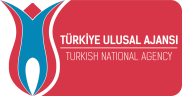 TÜRKİYE ULUSAL AJANSI
TURKISH NATIONAL AGENCY